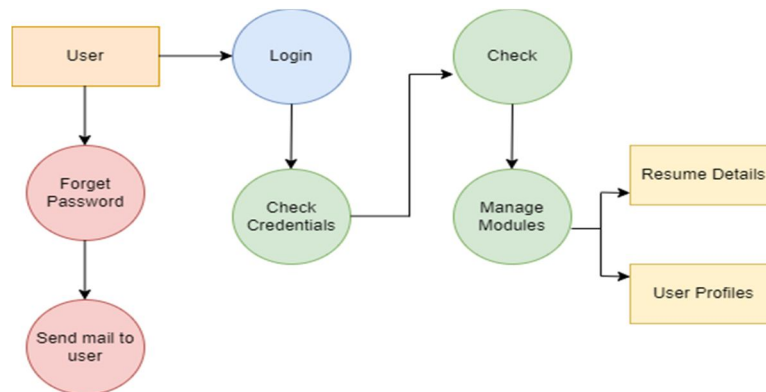 User
Login
Check
Forget
Password
Check
Credentials
Manage
Modules
Resume Details
User Profiles
Send mail to
user